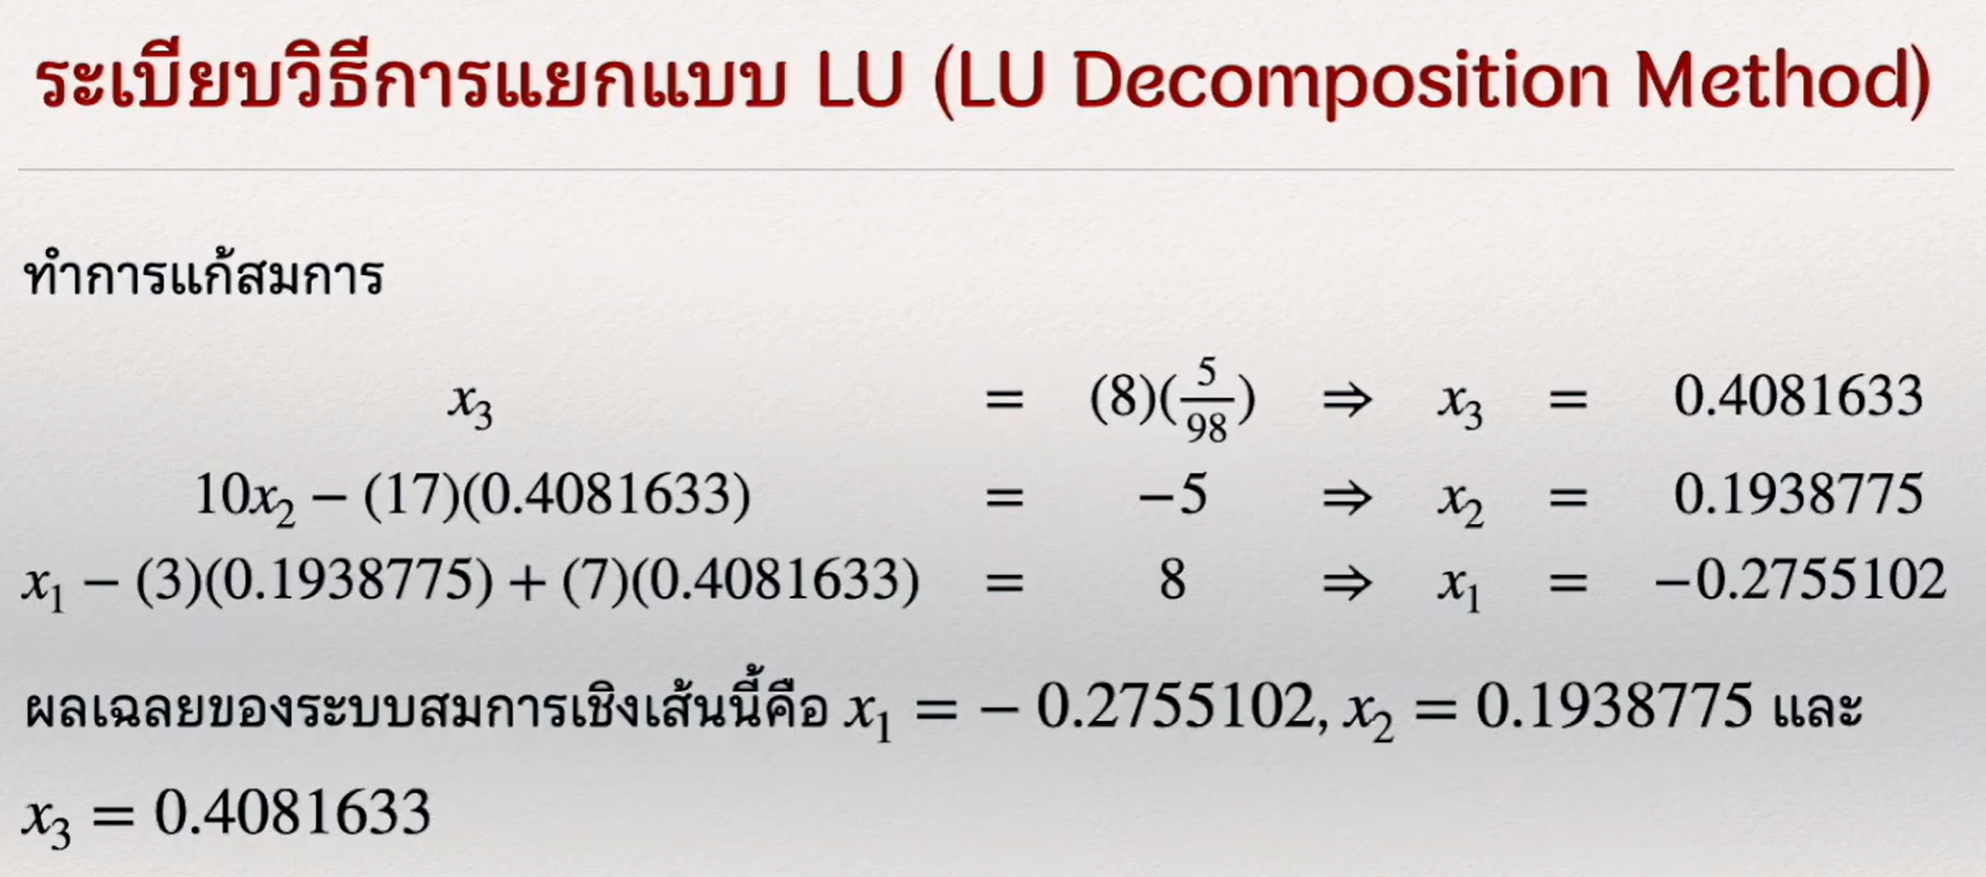 ระเบียบวิธีการแยกแบบ LU (LU Decomposition Method)
ทำการแก้สมการ
x₃ = (8)(5/98) ⇒ x₃ = 0.4081633
10x₂ − (17)(0.4081633) = −5 ⇒ x₂ = 0.1938775
x₁ − (3)(0.1938775) + (7)(0.4081633) = 8 ⇒ x₁ = −0.2755102
ผลเฉลยของระบบสมการเชิงเส้นนี้คือ x₁ = − 0.2755102, x₂ = 0.1938775 และ
x₃ = 0.4081633